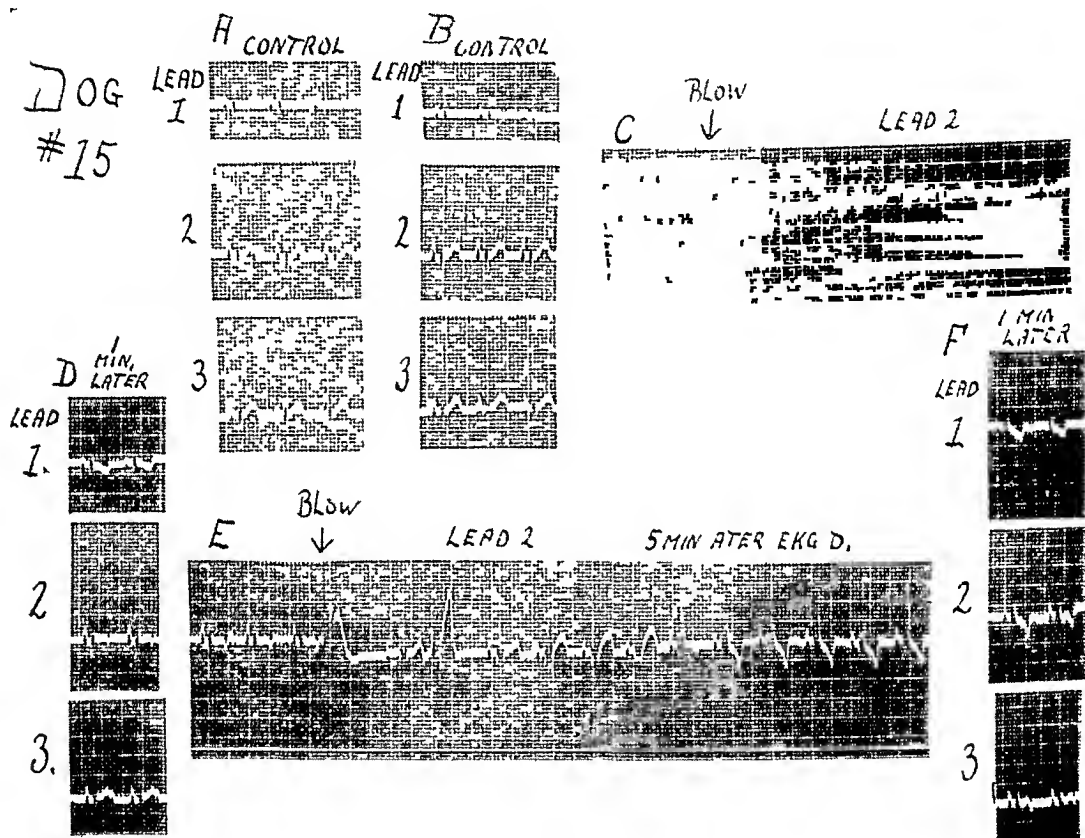 DOG
#15
A CONTROL
LEAD
1
2
3
B CONTROL
LEAD
1
2
3
C
BLOW
LEAD 2
D 1 MIN. LATER
LEAD
1.
2
3.
E
BLOW
LEAD 2
5 MIN ATER EKG D.
F 1 MIN LATER
LEAD
1
2
3